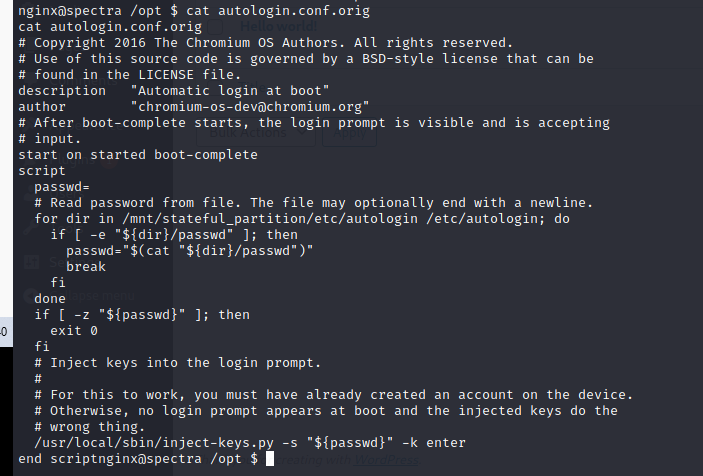 nginx@spectra /opt $ cat autologin.conf.orig
cat autologin.conf.orig
# Copyright 2016 The Chromium OS Authors. All rights reserved.
# Use of this source code is governed by a BSD-style license that can be
# found in the LICENSE file.
description   "Automatic login at boot"
author        "chromium-os-dev@chromium.org"
# After boot-complete starts, the login prompt is visible and is accepting
# input.
start on started boot-complete
script
  passwd=
  # Read password from file. The file may optionally end with a newline.
  for dir in /mnt/stateful_partition/etc/autologin /etc/autologin; do
    if [ -e "${dir}/passwd" ]; then
      passwd="$(cat "${dir}/passwd")"
      break
    fi
  done
  if [ -z "${passwd}" ]; then
    exit 0
  fi
  # Inject keys into the login prompt.
  #
  # For this to work, you must have already created an account on the device.
  # Otherwise, no login prompt appears at boot and the injected keys do the
  # wrong thing.
  /usr/local/sbin/inject-keys.py -s "${passwd}" -k enter
end scriptnginx@spectra /opt $